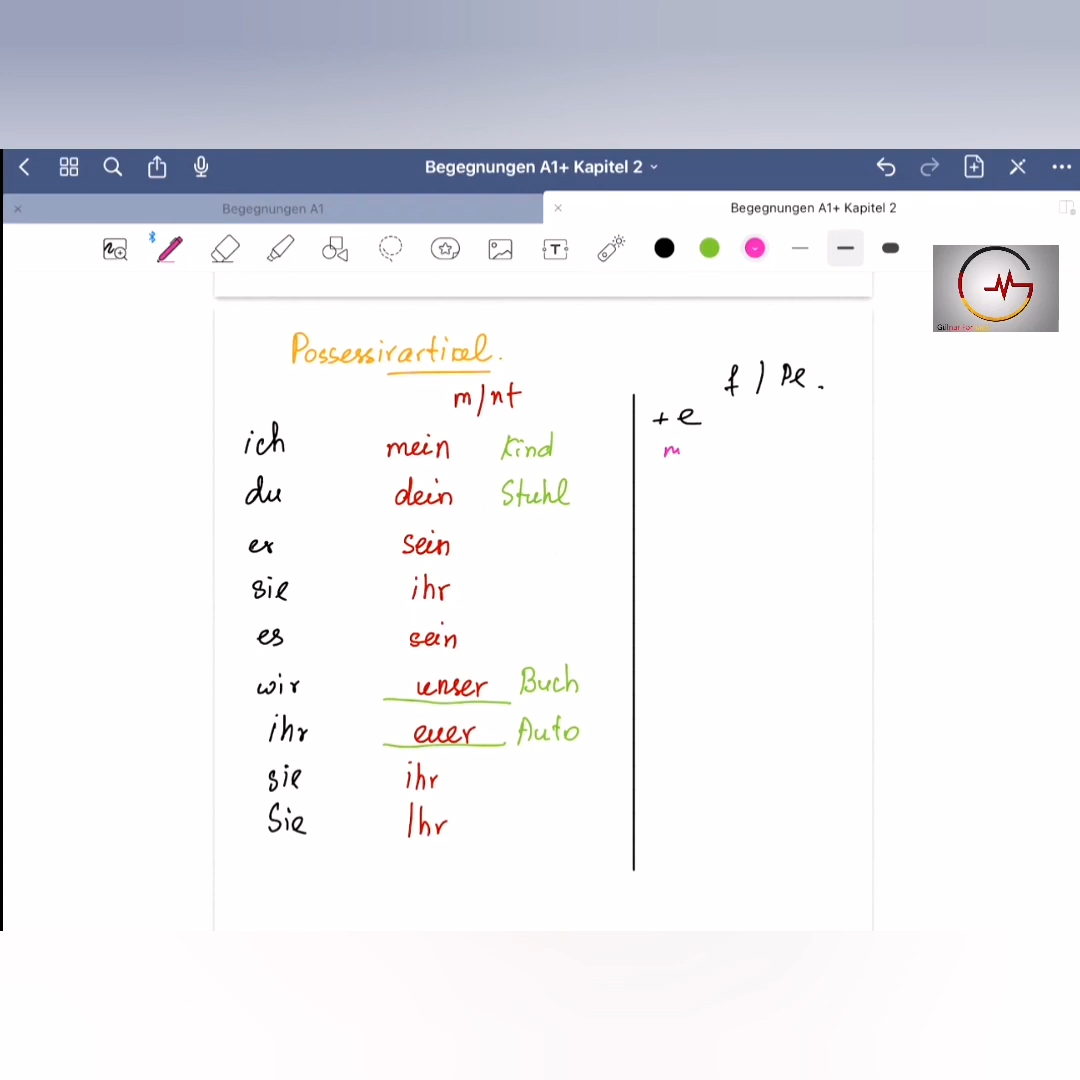 Begegnungen A1+ Kapitel 2
Begegnungen A1
Begegnungen A1+ Kapitel 2
T
Possessivartikel.
m/nt
f / Pl.
+e
ich mein Kind
m
du dein Stuhl
er sein
sie ihr
es sein
wir unser Buch
ihr euer Auto
sie ihr
Sie Ihr